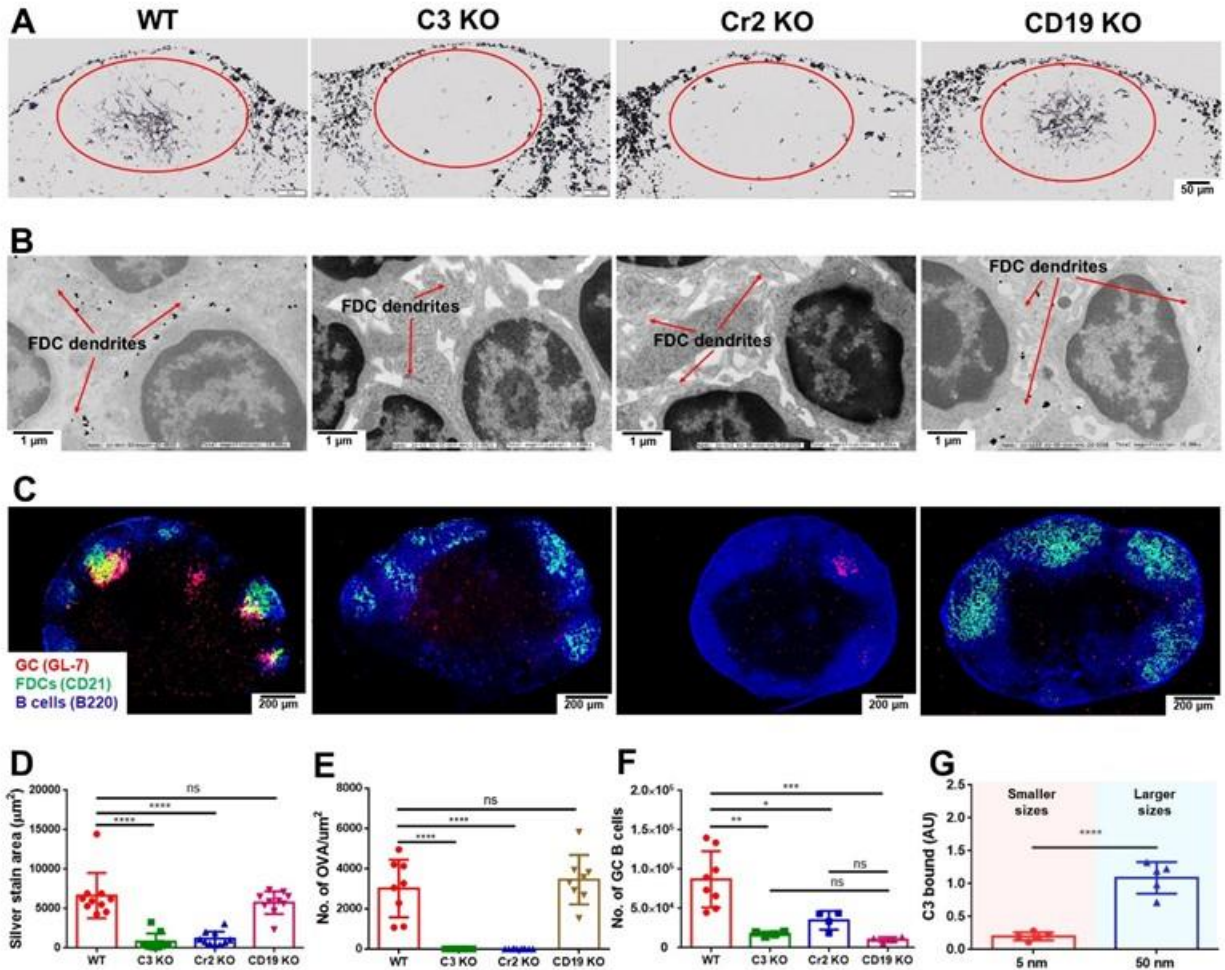 A
WT
C3 KO
Cr2 KO
CD19 KO
50 µm
B
FDC dendrites
FDC dendrites
FDC dendrites
FDC dendrites
1 µm
1 µm
1 µm
1 µm
C
GC (GL-7)
FDCs (CD21)
B cells (B220)
200 µm
200 µm
200 µm
200 µm
D
Silver stain area (µm²)
20000
15000
10000
5000
0
ns
****
****
WT
C3 KO
Cr2 KO
CD19 KO
E
No. of OVA/um²
8000
6000
4000
2000
0
ns
****
****
WT
C3 KO
Cr2 KO
CD19 KO
F
No. of GC B cells
2.0×10⁵
1.5×10⁵
1.0×10⁵
5.0×10⁴
0.0
***
*
**
ns
ns
WT
C3 KO
Cr2 KO
CD19 KO
G
C3 bound (AU)
2.5
2.0
1.5
1.0
0.5
0.0
Smaller
sizes
Larger
sizes
****
5 nm
50 nm